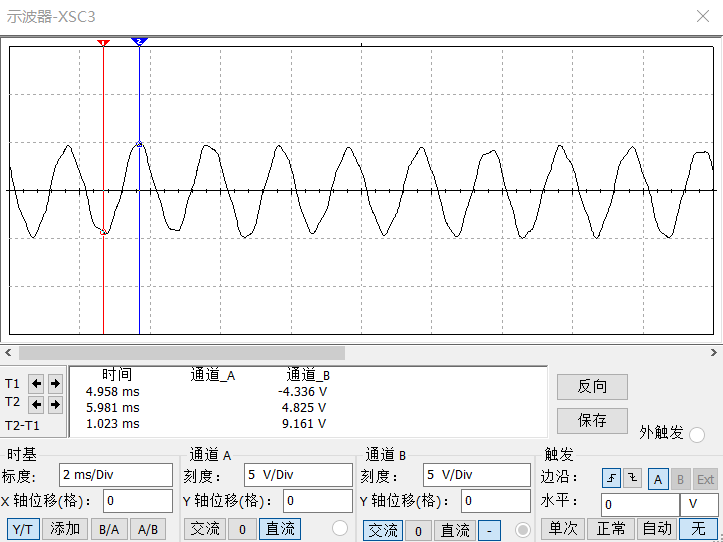 示波器-XSC3
1 2
时间 通道_A 通道_B
T1 4.958 ms -4.336 V
T2 5.981 ms 4.825 V
T2-T1 1.023 ms 9.161 V
反向
保存
外触发
时基 通道 A 通道 B 触发
标度: 2 ms/Div 刻度: 5 V/Div 刻度: 5 V/Div 边沿: A B Ext
X 轴位移(格): 0 Y 轴位移(格): 0 Y 轴位移(格): 0 水平: 0 V
Y/T 添加 B/A A/B 交流 0 直流 交流 0 直流 - 单次 正常 自动 无